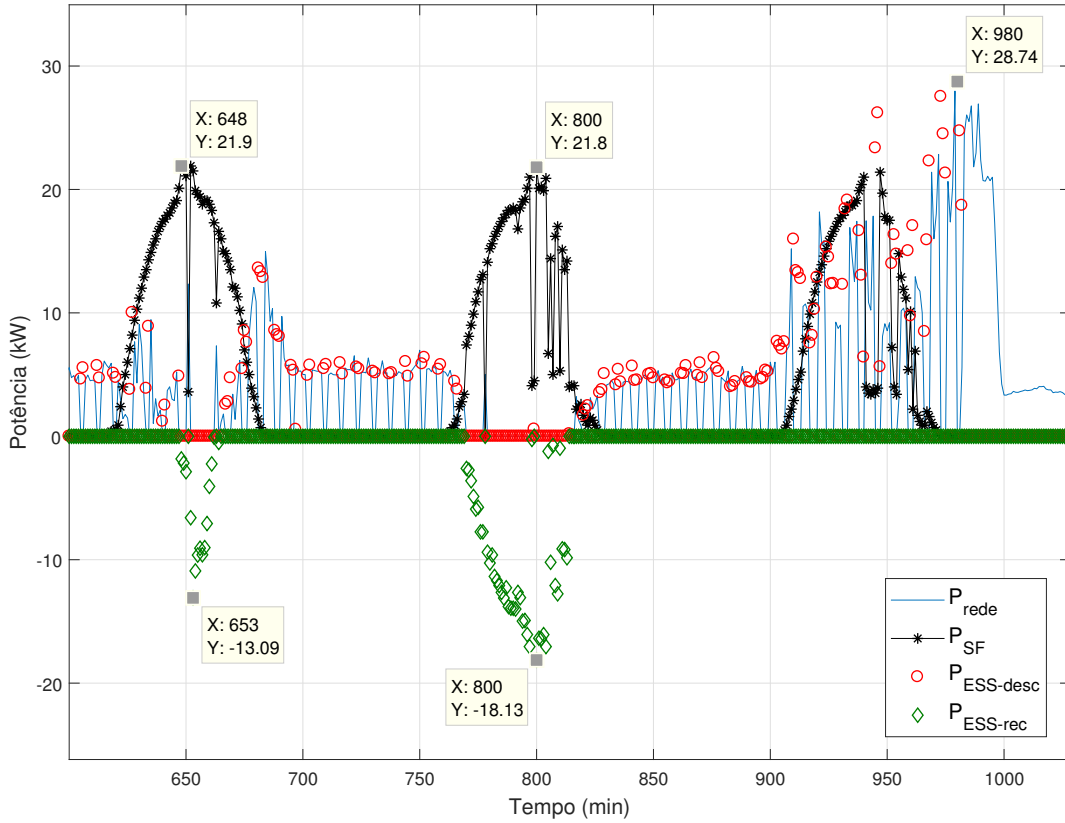 X: 980
Y: 28.74
X: 648
Y: 21.9
X: 800
Y: 21.8
X: 653
Y: -13.09
X: 800
Y: -18.13
30
20
10
0
-10
-20
Potência (kW)
650
700
750
800
850
900
950
1000
Tempo (min)
P_rede
P_SF
P_ESS-desc
P_ESS-rec